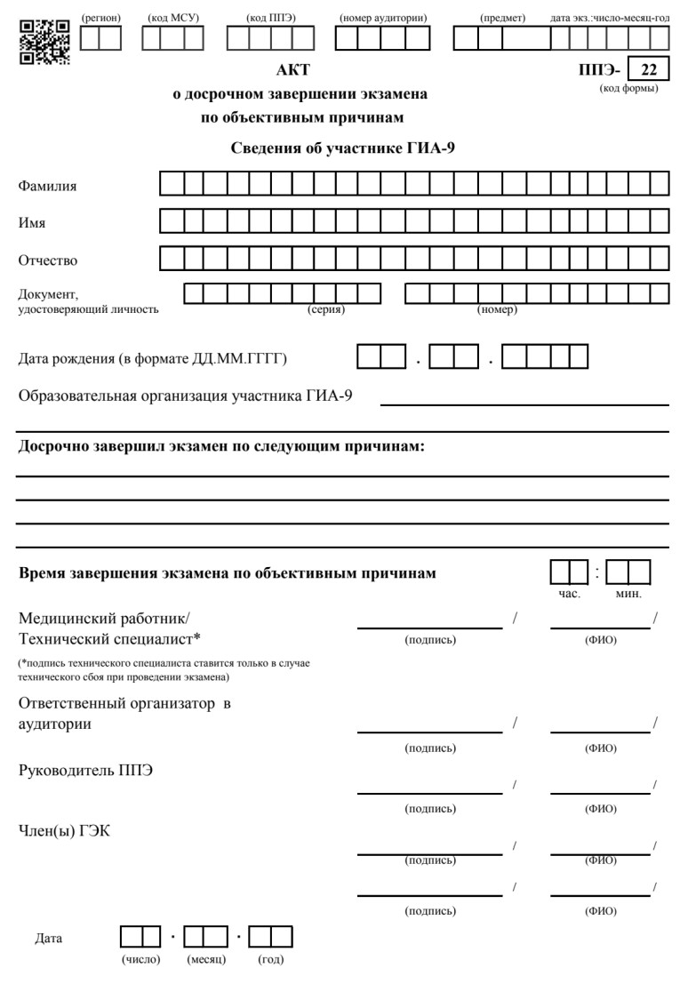 (регион) (код МСУ) (код ППЭ) (номер аудитории) (предмет) дата экз.:число-месяц-год
АКТ ППЭ- 22
(код формы)
о досрочном завершении экзамена
по объективным причинам
Сведения об участнике ГИА-9
Фамилия
Имя
Отчество
Документ,
удостоверяющий личность
(серия) (номер)
Дата рождения (в формате ДД.ММ.ГГГГ) . .
Образовательная организация участника ГИА-9
Досрочно завершил экзамен по следующим причинам:
Время завершения экзамена по объективным причинам :
час. мин.
Медицинский работник/ / /
Технический специалист* (подпись) (ФИО)
(*подпись технического специалиста ставится только в случае
технического сбоя при проведении экзамена)
Ответственный организатор в
аудитории / /
(подпись) (ФИО)
Руководитель ППЭ
/ /
(подпись) (ФИО)
Член(ы) ГЭК
/ /
(подпись) (ФИО)
/ /
(подпись) (ФИО)
Дата . .
(число) (месяц) (год)